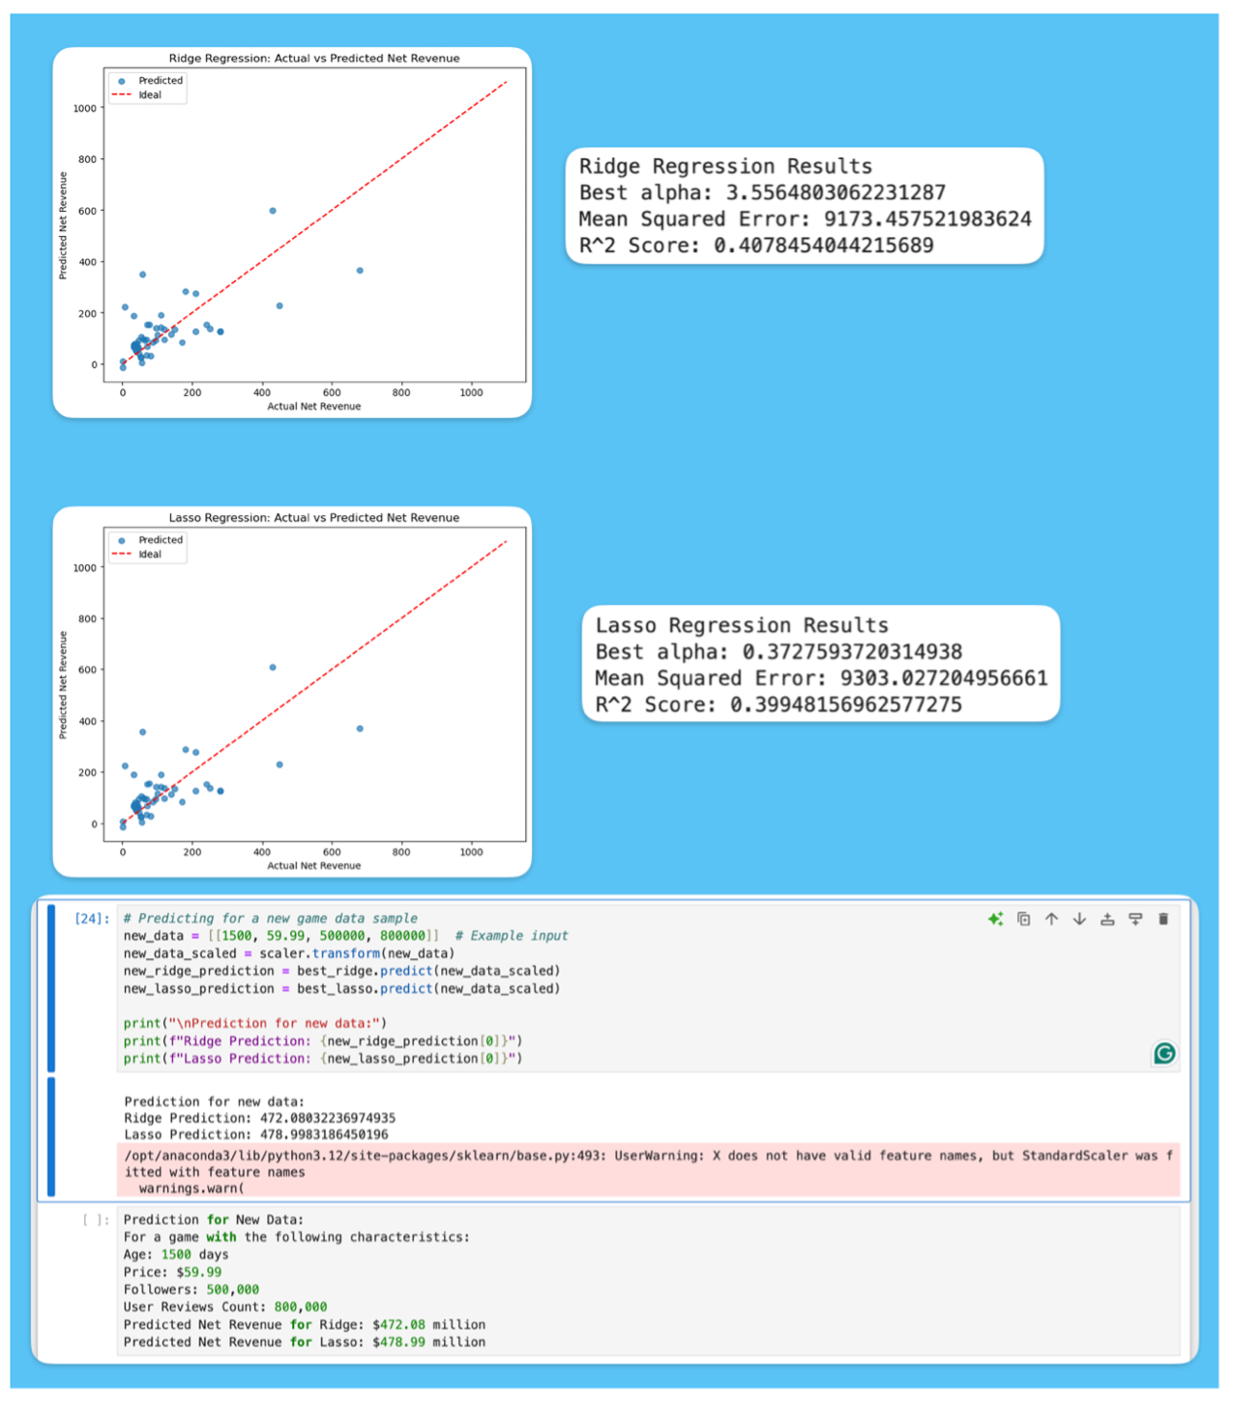 Ridge Regression: Actual vs Predicted Net Revenue
Predicted
Ideal
1000
800
600
400
200
0
Predicted Net Revenue
0 200 400 600 800 1000
Actual Net Revenue
Ridge Regression Results
Best alpha: 3.5564803062231287
Mean Squared Error: 9173.457521983624
R^2 Score: 0.4078454044215689
Lasso Regression: Actual vs Predicted Net Revenue
Predicted
Ideal
1000
800
600
400
200
0
Predicted Net Revenue
0 200 400 600 800 1000
Actual Net Revenue
Lasso Regression Results
Best alpha: 0.3727593720314938
Mean Squared Error: 9303.027204956661
R^2 Score: 0.39948156962577275
[24]: # Predicting for a new game data sample
new_data = [[1500, 59.99, 500000, 800000]] # Example input
new_data_scaled = scaler.transform(new_data)
new_ridge_prediction = best_ridge.predict(new_data_scaled)
new_lasso_prediction = best_lasso.predict(new_data_scaled)
print("\nPrediction for new data:")
print(f"Ridge Prediction: {new_ridge_prediction[0]}")
print(f"Lasso Prediction: {new_lasso_prediction[0]}")
Prediction for new data:
Ridge Prediction: 472.08032236974935
Lasso Prediction: 478.9983186450196
/opt/anaconda3/lib/python3.12/site-packages/sklearn/base.py:493: UserWarning: X does not have valid feature names, but StandardScaler was f
itted with feature names
warnings.warn(
[ ]: Prediction for New Data:
For a game with the following characteristics:
Age: 1500 days
Price: $59.99
Followers: 500,000
User Reviews Count: 800,000
Predicted Net Revenue for Ridge: $472.08 million
Predicted Net Revenue for Lasso: $478.99 million